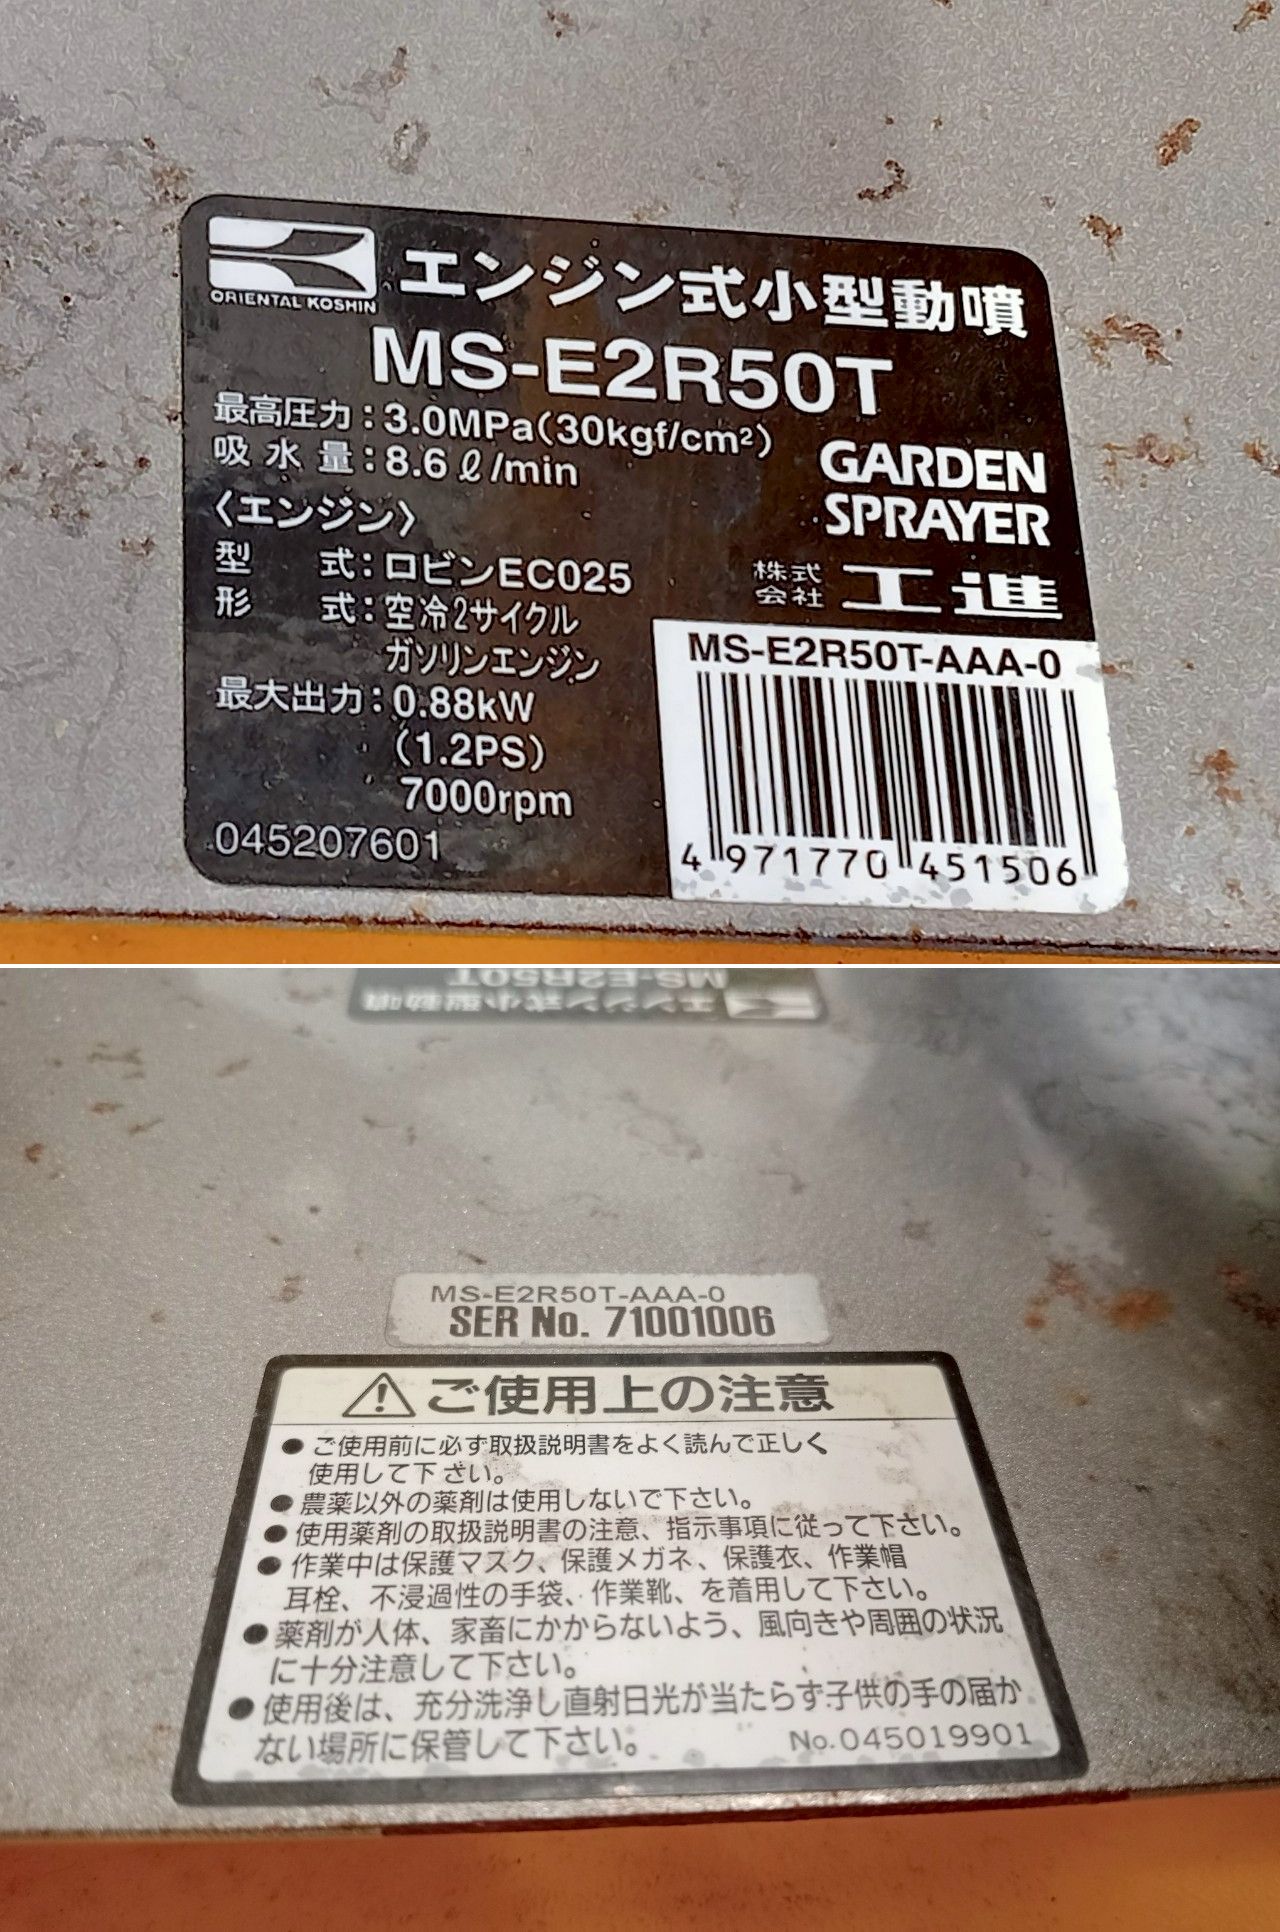 ORIENTAL KOSHIN
エンジン式小型動噴
MS-E2R50T
最高圧力：3.0MPa（30kgf/cm²）
吸水量：8.6ℓ/min
〈エンジン〉
型　式：ロビンEC025
形　式：空冷2サイクル
ガソリンエンジン
最大出力：0.88kW
（1.2PS）
7000rpm
045207601
GARDEN
SPRAYER
株式会社 工進
MS-E2R50T-AAA-0
4 971770 451506
MS-E2R50T
エンジン式小型動噴
MS-E2R50T-AAA-0
SER No. 71001006
⚠ご使用上の注意
●ご使用前に必ず取扱説明書をよく読んで正しく
使用して下さい。
●農薬以外の薬剤は使用しないで下さい。
●使用薬剤の取扱説明書の注意、指示事項に従って下さい。
●作業中は保護マスク、保護メガネ、保護衣、作業帽
耳栓、不浸過性の手袋、作業靴、を着用して下さい。
●薬剤が人体、家畜にかからないよう、風向きや周囲の状況
に十分注意して下さい。
●使用後は、充分洗浄し直射日光が当たらず子供の手の届か
ない場所に保管して下さい。
No.045019901